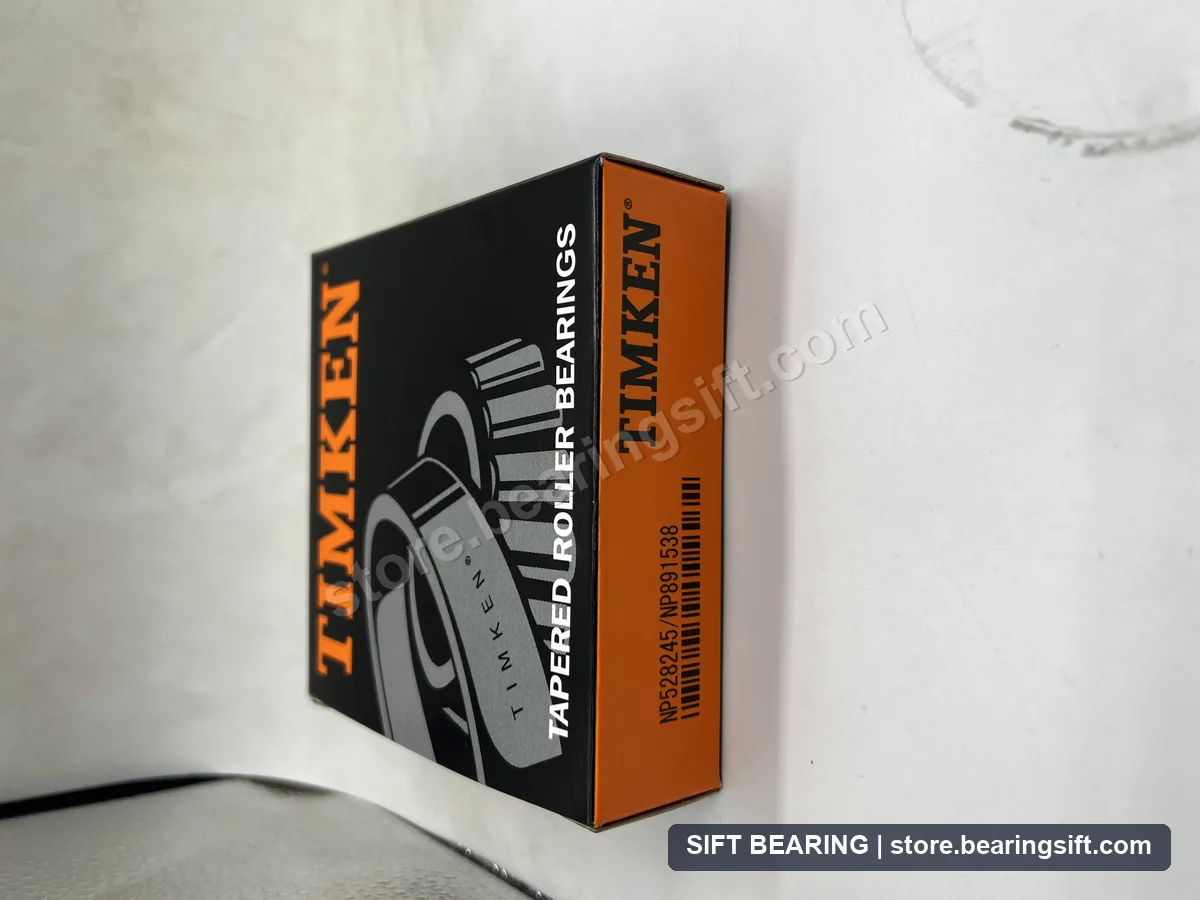 TIMKEN®
TIMKEN®
TAPERED ROLLER BEARINGS
TIMKEN®
NP528245/NP891538
store.bearingsift.com
SIFT BEARING | store.bearingsift.com